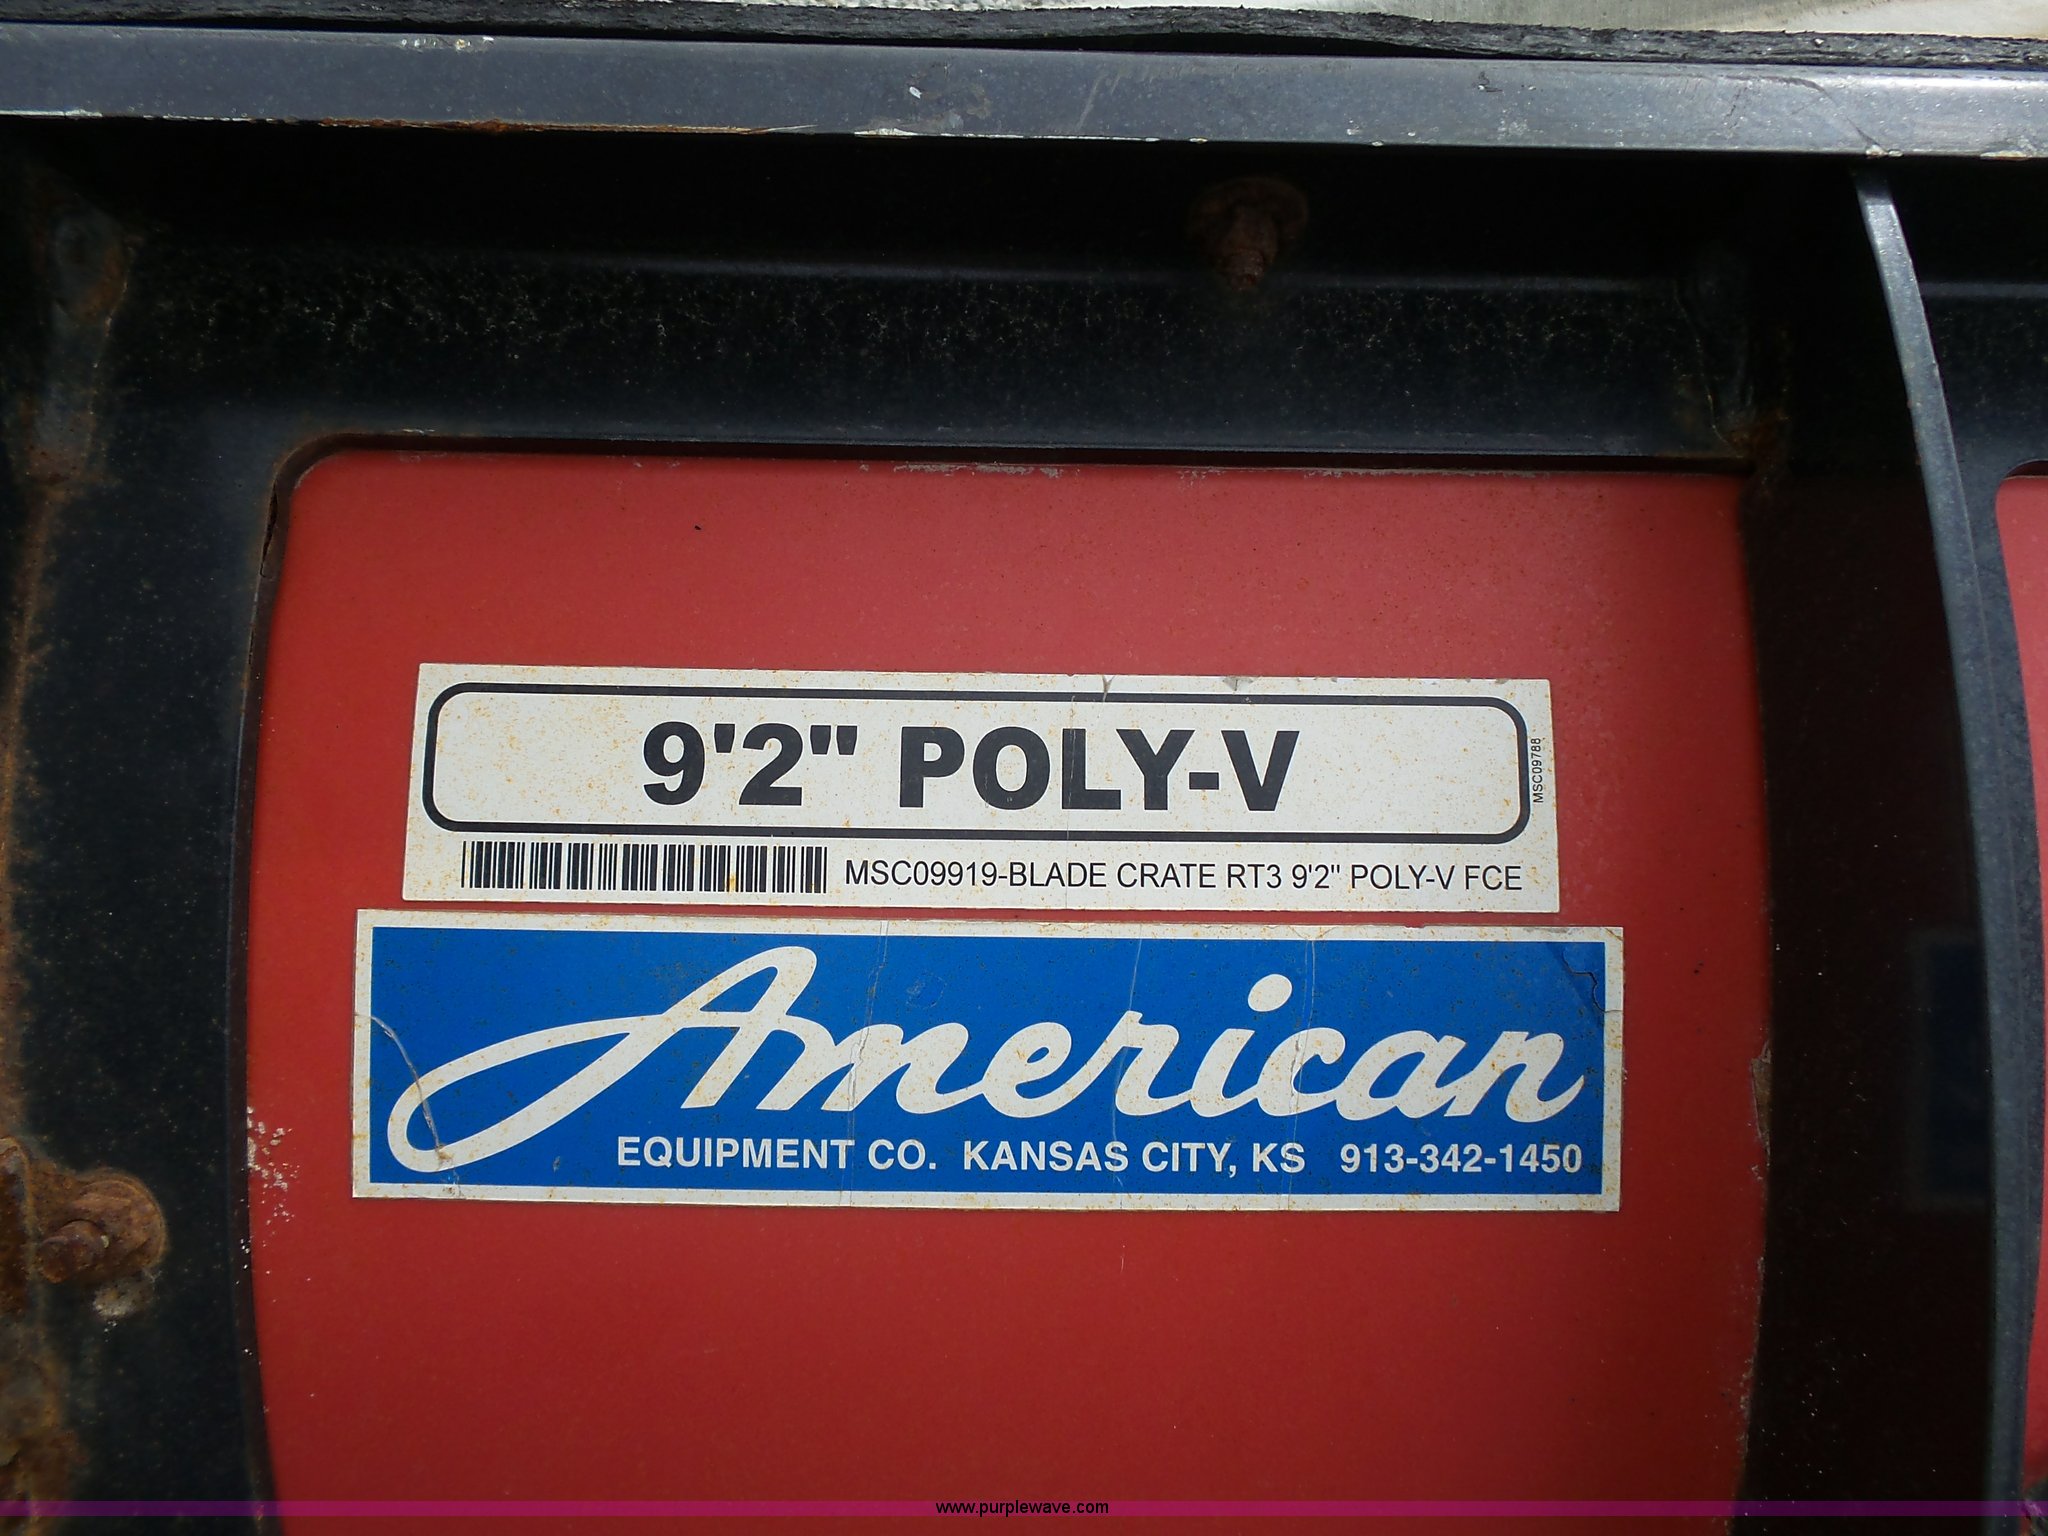 9'2" POLY-V
MSC09788
MSC09919-BLADE CRATE RT3 9'2" POLY-V FCE
American
EQUIPMENT CO. KANSAS CITY, KS 913-342-1450
www.purplewave.com